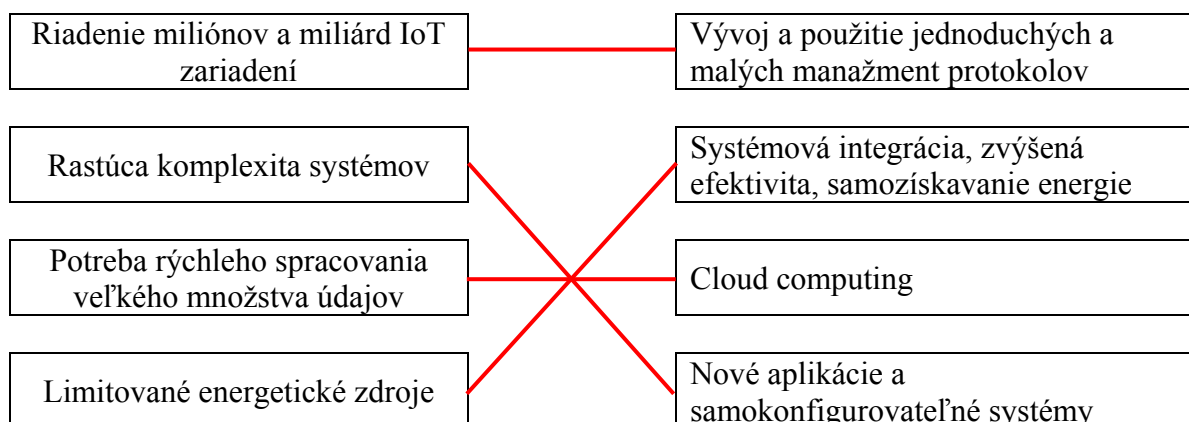 Riadenie miliónov a miliárd IoT
zariadení
Vývoj a použitie jednoduchých a
malých manažment protokolov
Rastúca komplexita systémov
Systémová integrácia, zvýšená
efektivita, samozískavanie energie
Potreba rýchleho spracovania
veľkého množstva údajov
Cloud computing
Limitované energetické zdroje
Nové aplikácie a
samokonfigurovateľné systémy